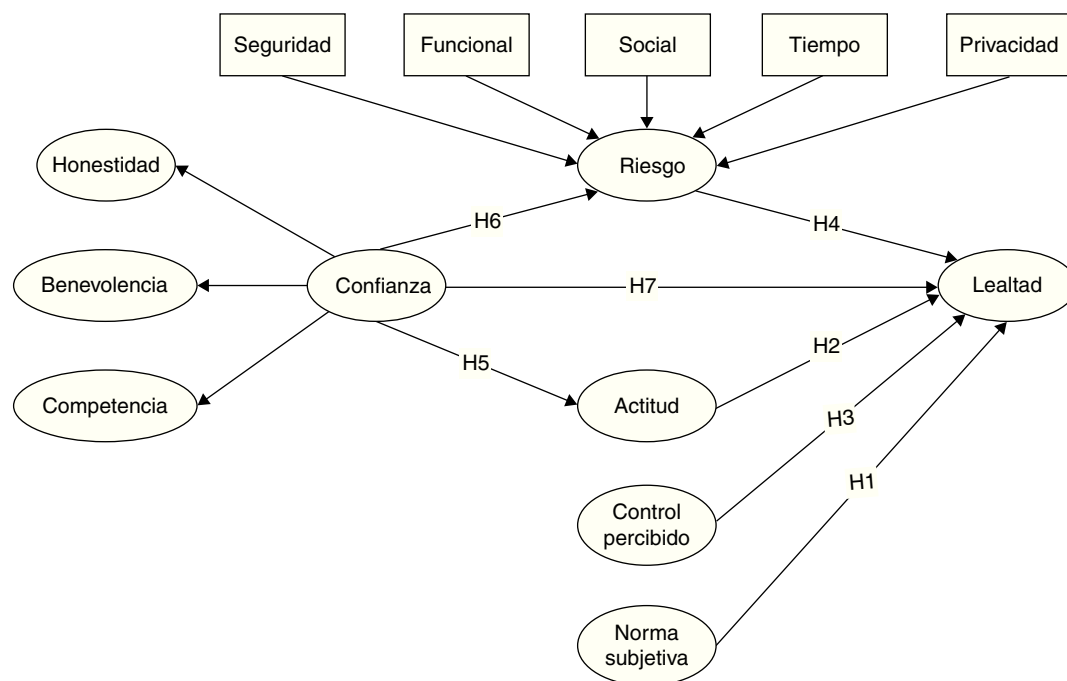 Seguridad
Funcional
Social
Tiempo
Privacidad
Honestidad
Riesgo
H6
H4
Benevolencia
Confianza
H7
Lealtad
H5
H2
Competencia
Actitud
H3
H1
Control
percibido
Norma
subjetiva